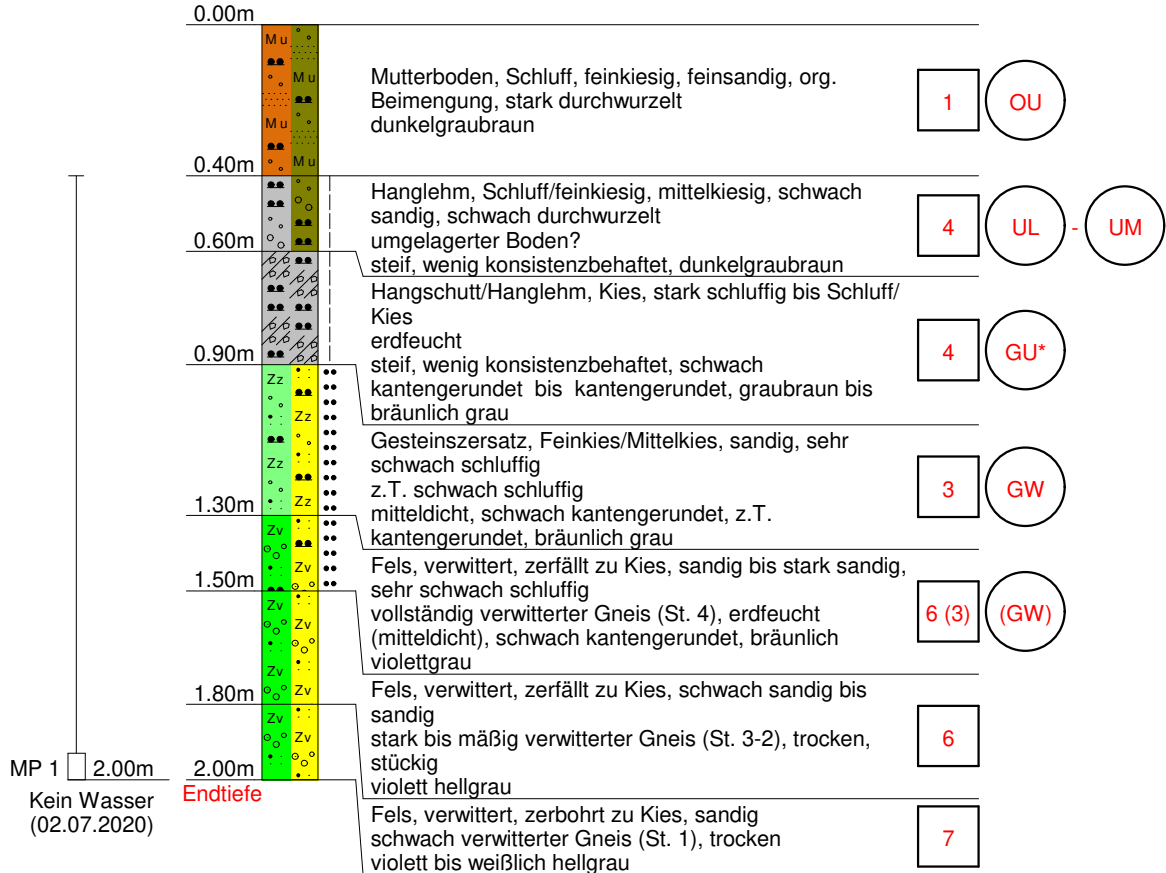 0.00m
Mu
Mu
Mu
Mu
Mutterboden, Schluff, feinkiesig, feinsandig, org.
Beimengung, stark durchwurzelt
dunkelgraubraun
1 OU
0.40m
Hanglehm, Schluff/feinkiesig, mittelkiesig, schwach
sandig, schwach durchwurzelt
umgelagerter Boden?
steif, wenig konsistenzbehaftet, dunkelgraubraun
4 UL - UM
0.60m
Hangschutt/Hanglehm, Kies, stark schluffig bis Schluff/
Kies
erdfeucht
steif, wenig konsistenzbehaftet, schwach
kantengerundet bis kantengerundet, graubraun bis
bräunlich grau
4 GU*
0.90m
Zz
Zz
Zz
Zz
Gesteinszersatz, Feinkies/Mittelkies, sandig, sehr
schwach schluffig
z.T. schwach schluffig
mitteldicht, schwach kantengerundet, z.T.
kantengerundet, bräunlich grau
3 GW
1.30m
Zv
Zv
Fels, verwittert, zerfällt zu Kies, sandig bis stark sandig,
sehr schwach schluffig
vollständig verwitterter Gneis (St. 4), erdfeucht
(mitteldicht), schwach kantengerundet, bräunlich
violettgrau
6 (3) (GW)
1.50m
Zv
Zv
Zv
Zv
Fels, verwittert, zerfällt zu Kies, schwach sandig bis
sandig
stark bis mäßig verwitterter Gneis (St. 3-2), trocken,
stückig
violett hellgrau
6
1.80m
Zv
Zv
Fels, verwittert, zerbohrt zu Kies, sandig
schwach verwitterter Gneis (St. 1), trocken
violett bis weißlich hellgrau
7
2.00m
Endtiefe
MP 1 2.00m
Kein Wasser
(02.07.2020)